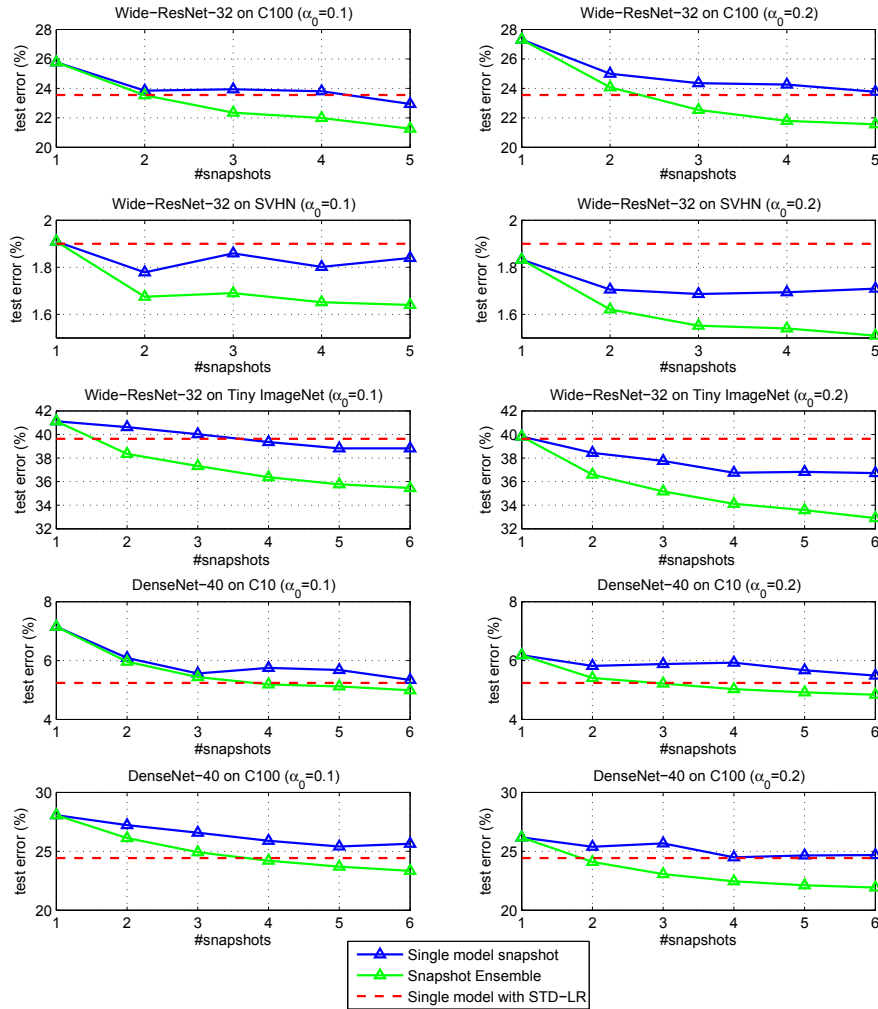 Wide−ResNet−32 on C100 (α0=0.1)
test error (%)
28
26
24
22
20
1 2 3 4 5
#snapshots
Wide−ResNet−32 on C100 (α0=0.2)
test error (%)
28
26
24
22
20
1 2 3 4 5
#snapshots
Wide−ResNet−32 on SVHN (α0=0.1)
test error (%)
2
1.8
1.6
1 2 3 4 5
#snapshots
Wide−ResNet−32 on SVHN (α0=0.2)
test error (%)
2
1.8
1.6
1 2 3 4 5
#snapshots
Wide−ResNet−32 on Tiny ImageNet (α0=0.1)
test error (%)
42
40
38
36
34
32
1 2 3 4 5 6
#snapshots
Wide−ResNet−32 on Tiny ImageNet (α0=0.2)
test error (%)
42
40
38
36
34
32
1 2 3 4 5 6
#snapshots
DenseNet−40 on C10 (α0=0.1)
test error (%)
8
6
4
1 2 3 4 5 6
#snapshots
DenseNet−40 on C10 (α0=0.2)
test error (%)
8
6
4
1 2 3 4 5 6
#snapshots
DenseNet−40 on C100 (α0=0.1)
test error (%)
30
25
20
1 2 3 4 5 6
#snapshots
DenseNet−40 on C100 (α0=0.2)
test error (%)
30
25
20
1 2 3 4 5 6
#snapshots
Single model snapshot
Snapshot Ensemble
Single model with STD−LR